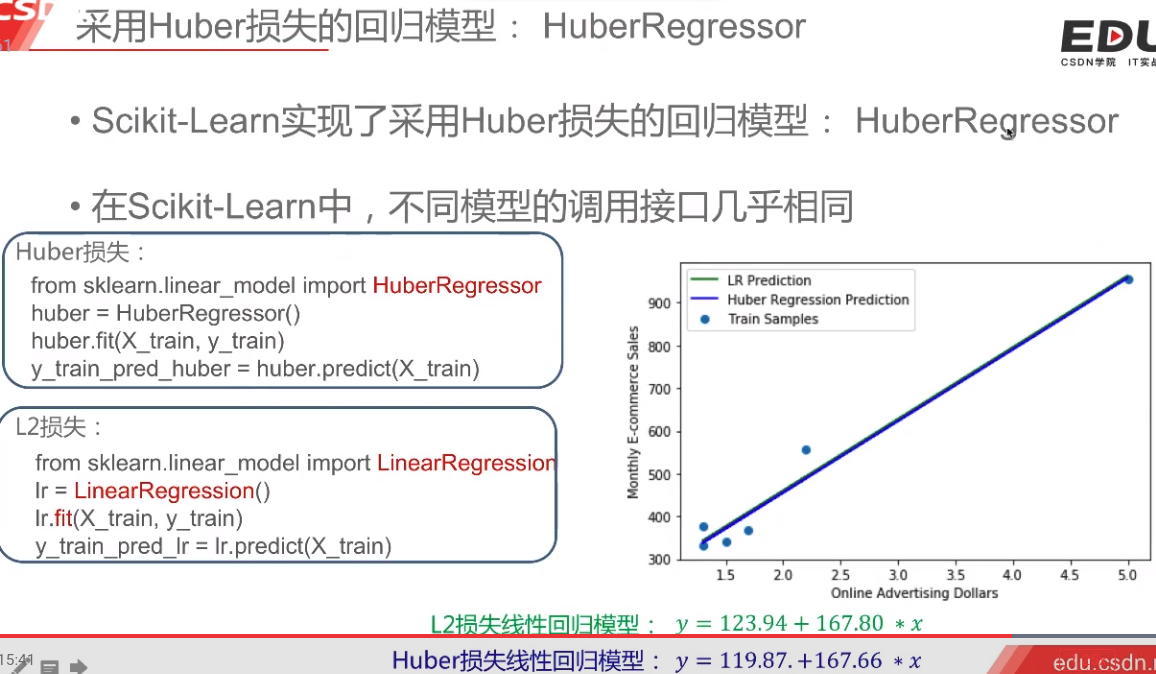 CSD
采用Huber损失的回归模型： HuberRegressor
EDU
CSDN学院 IT实战
• Scikit-Learn实现了采用Huber损失的回归模型： HuberRegressor
• 在Scikit-Learn中，不同模型的调用接口几乎相同
Huber损失：
from sklearn.linear_model import HuberRegressor
huber = HuberRegressor()
huber.fit(X_train, y_train)
y_train_pred_huber = huber.predict(X_train)
L2损失：
from sklearn.linear_model import LinearRegression
lr = LinearRegression()
lr.fit(X_train, y_train)
y_train_pred_lr = lr.predict(X_train)
LR Prediction
Huber Regression Prediction
Train Samples
Monthly E-commerce Sales
900
800
700
600
500
400
300
1.5 2.0 2.5 3.0 3.5 4.0 4.5 5.0
Online Advertising Dollars
L2损失线性回归模型： y = 123.94 + 167.80 ∗ x
Huber损失线性回归模型： y = 119.87. +167.66 ∗ x
15:41
edu.csdn.n